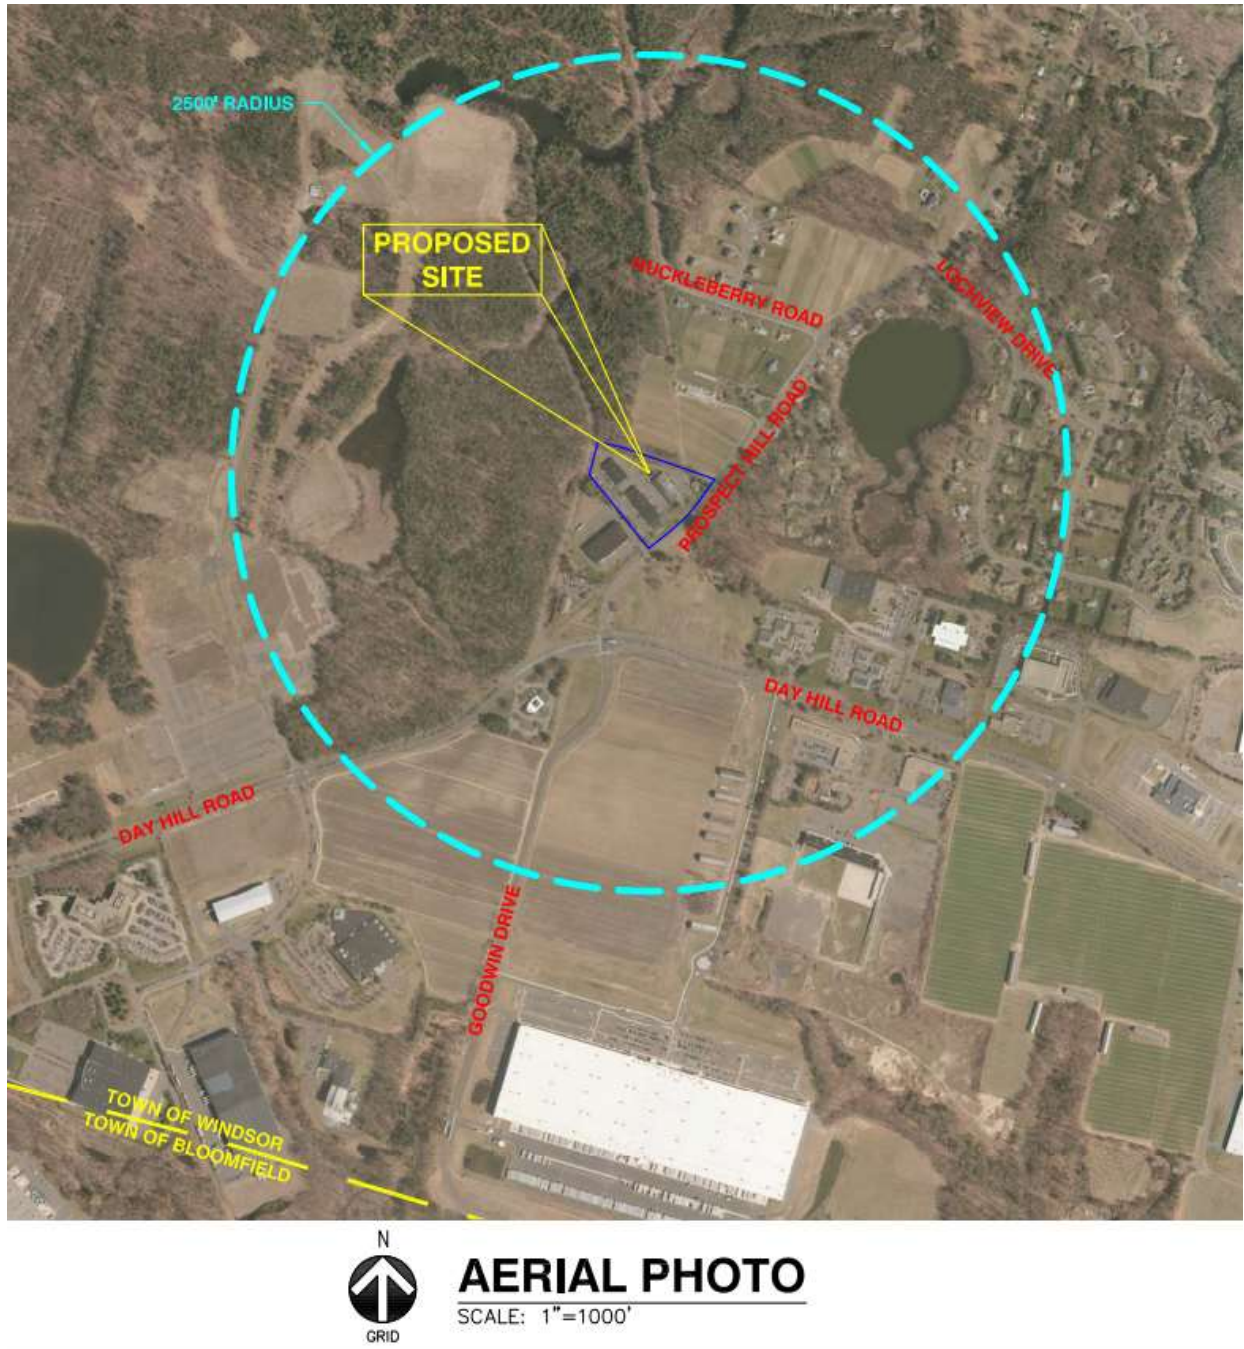 2500' RADIUS
PROPOSED
SITE
HUCKLEBERRY ROAD
LOCHVIEW DRIVE
PROSPECT HILL ROAD
DAY HILL ROAD
DAY HILL ROAD
GOODWIN DRIVE
TOWN OF WINDSOR
TOWN OF BLOOMFIELD
N
GRID
AERIAL PHOTO
SCALE: 1"=1000'